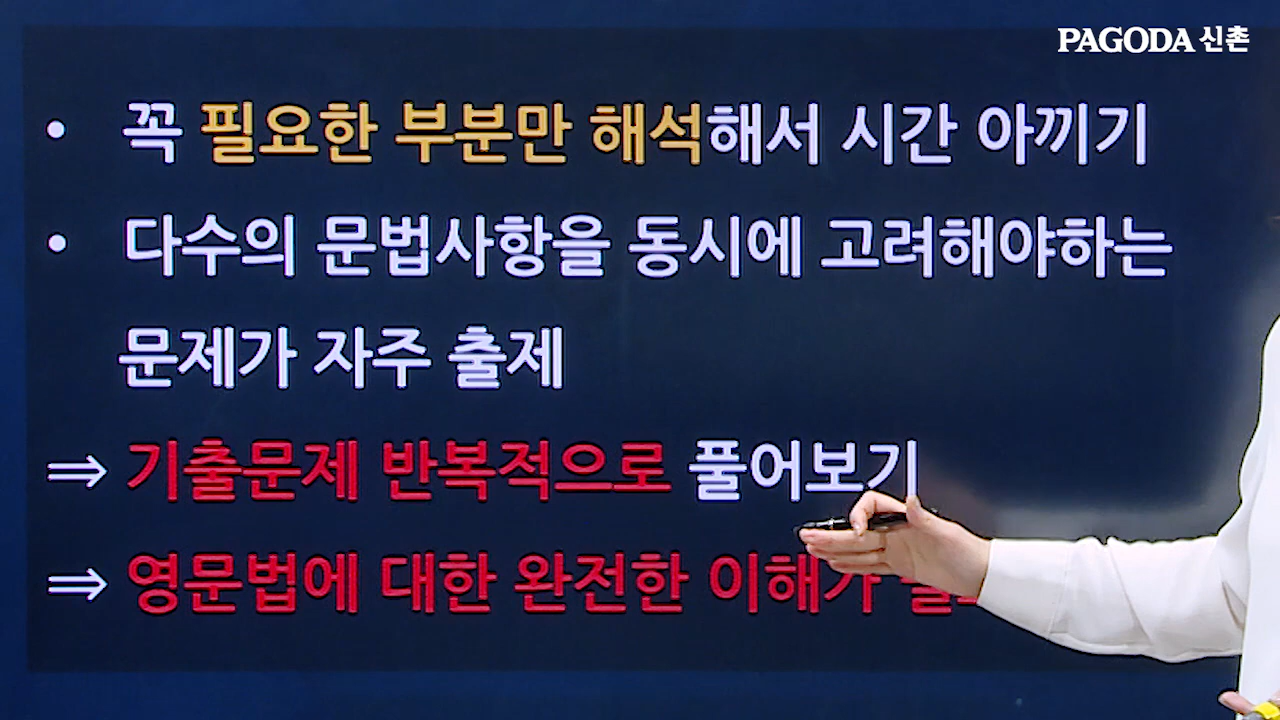 PAGODA 신촌
• 꼭 필요한 부분만 해석해서 시간 아끼기
• 다수의 문법사항을 동시에 고려해야하는
문제가 자주 출제
⇒ 기출문제 반복적으로 풀어보기
⇒ 영문법에 대한 완전한 이해가